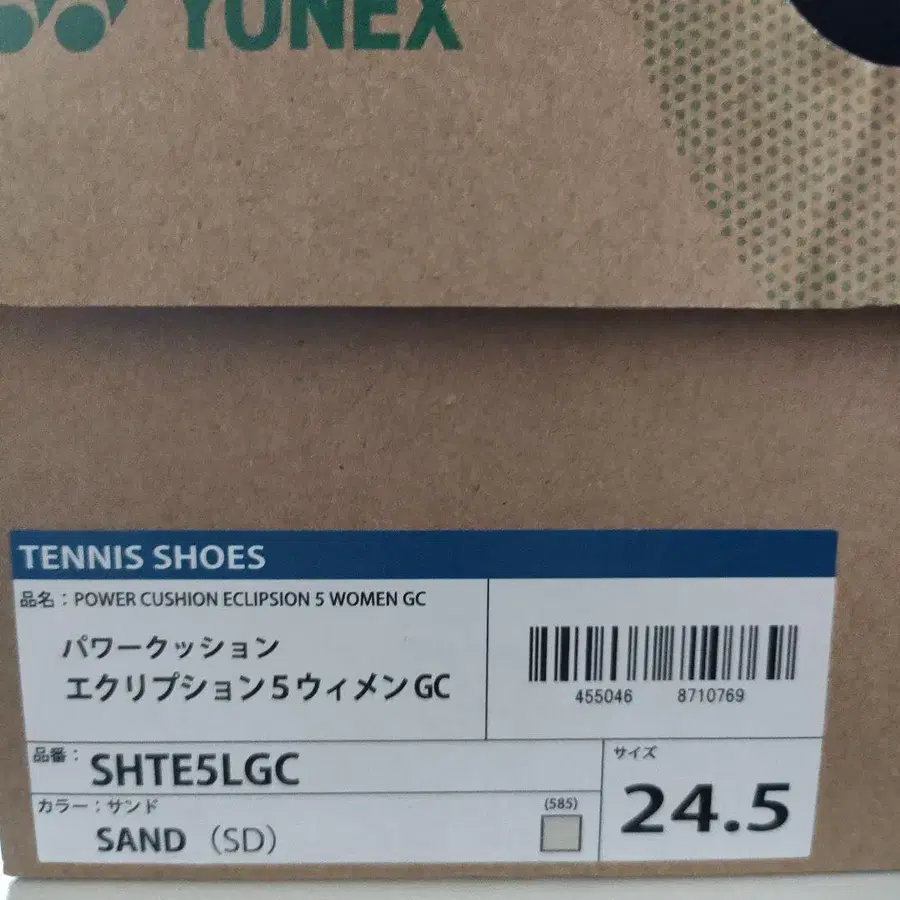 YONEX
TENNIS SHOES
品名：POWER CUSHION ECLIPSION 5 WOMEN GC
パワークッション
エクリプション5ウィメンGC
455046 8710769
品番：
SHTE5LGC
カラー：サンド
SAND（SD）
(585)
サイズ
24.5